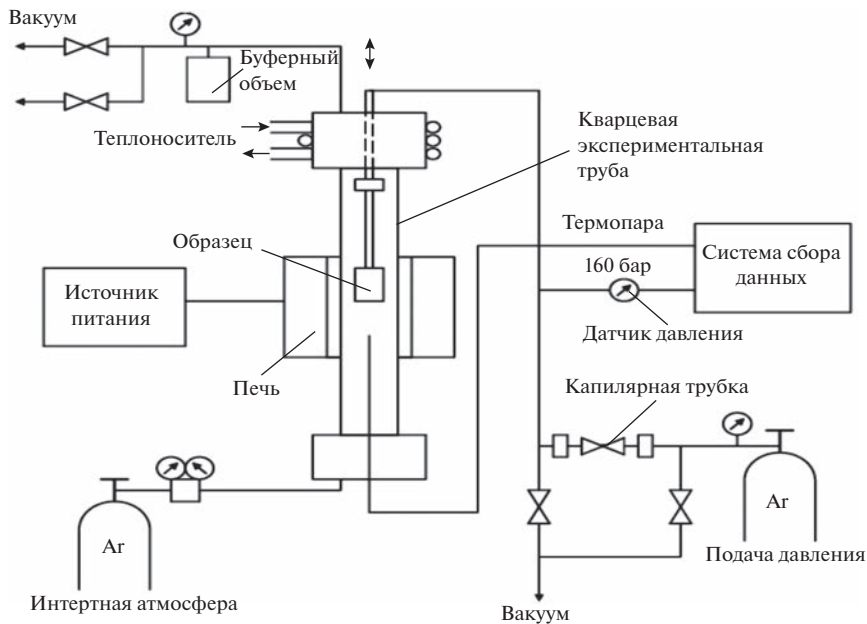 Вакуум
Буферный
объем
Теплоноситель
Кварцевая
экспериментальная
труба
Термопара
Образец
160 бар
Система сбора
данных
Источник
питания
Датчик давления
Печь
Капилярная трубка
Ar
Ar
Подача давления
Интертная атмосфера
Вакуум